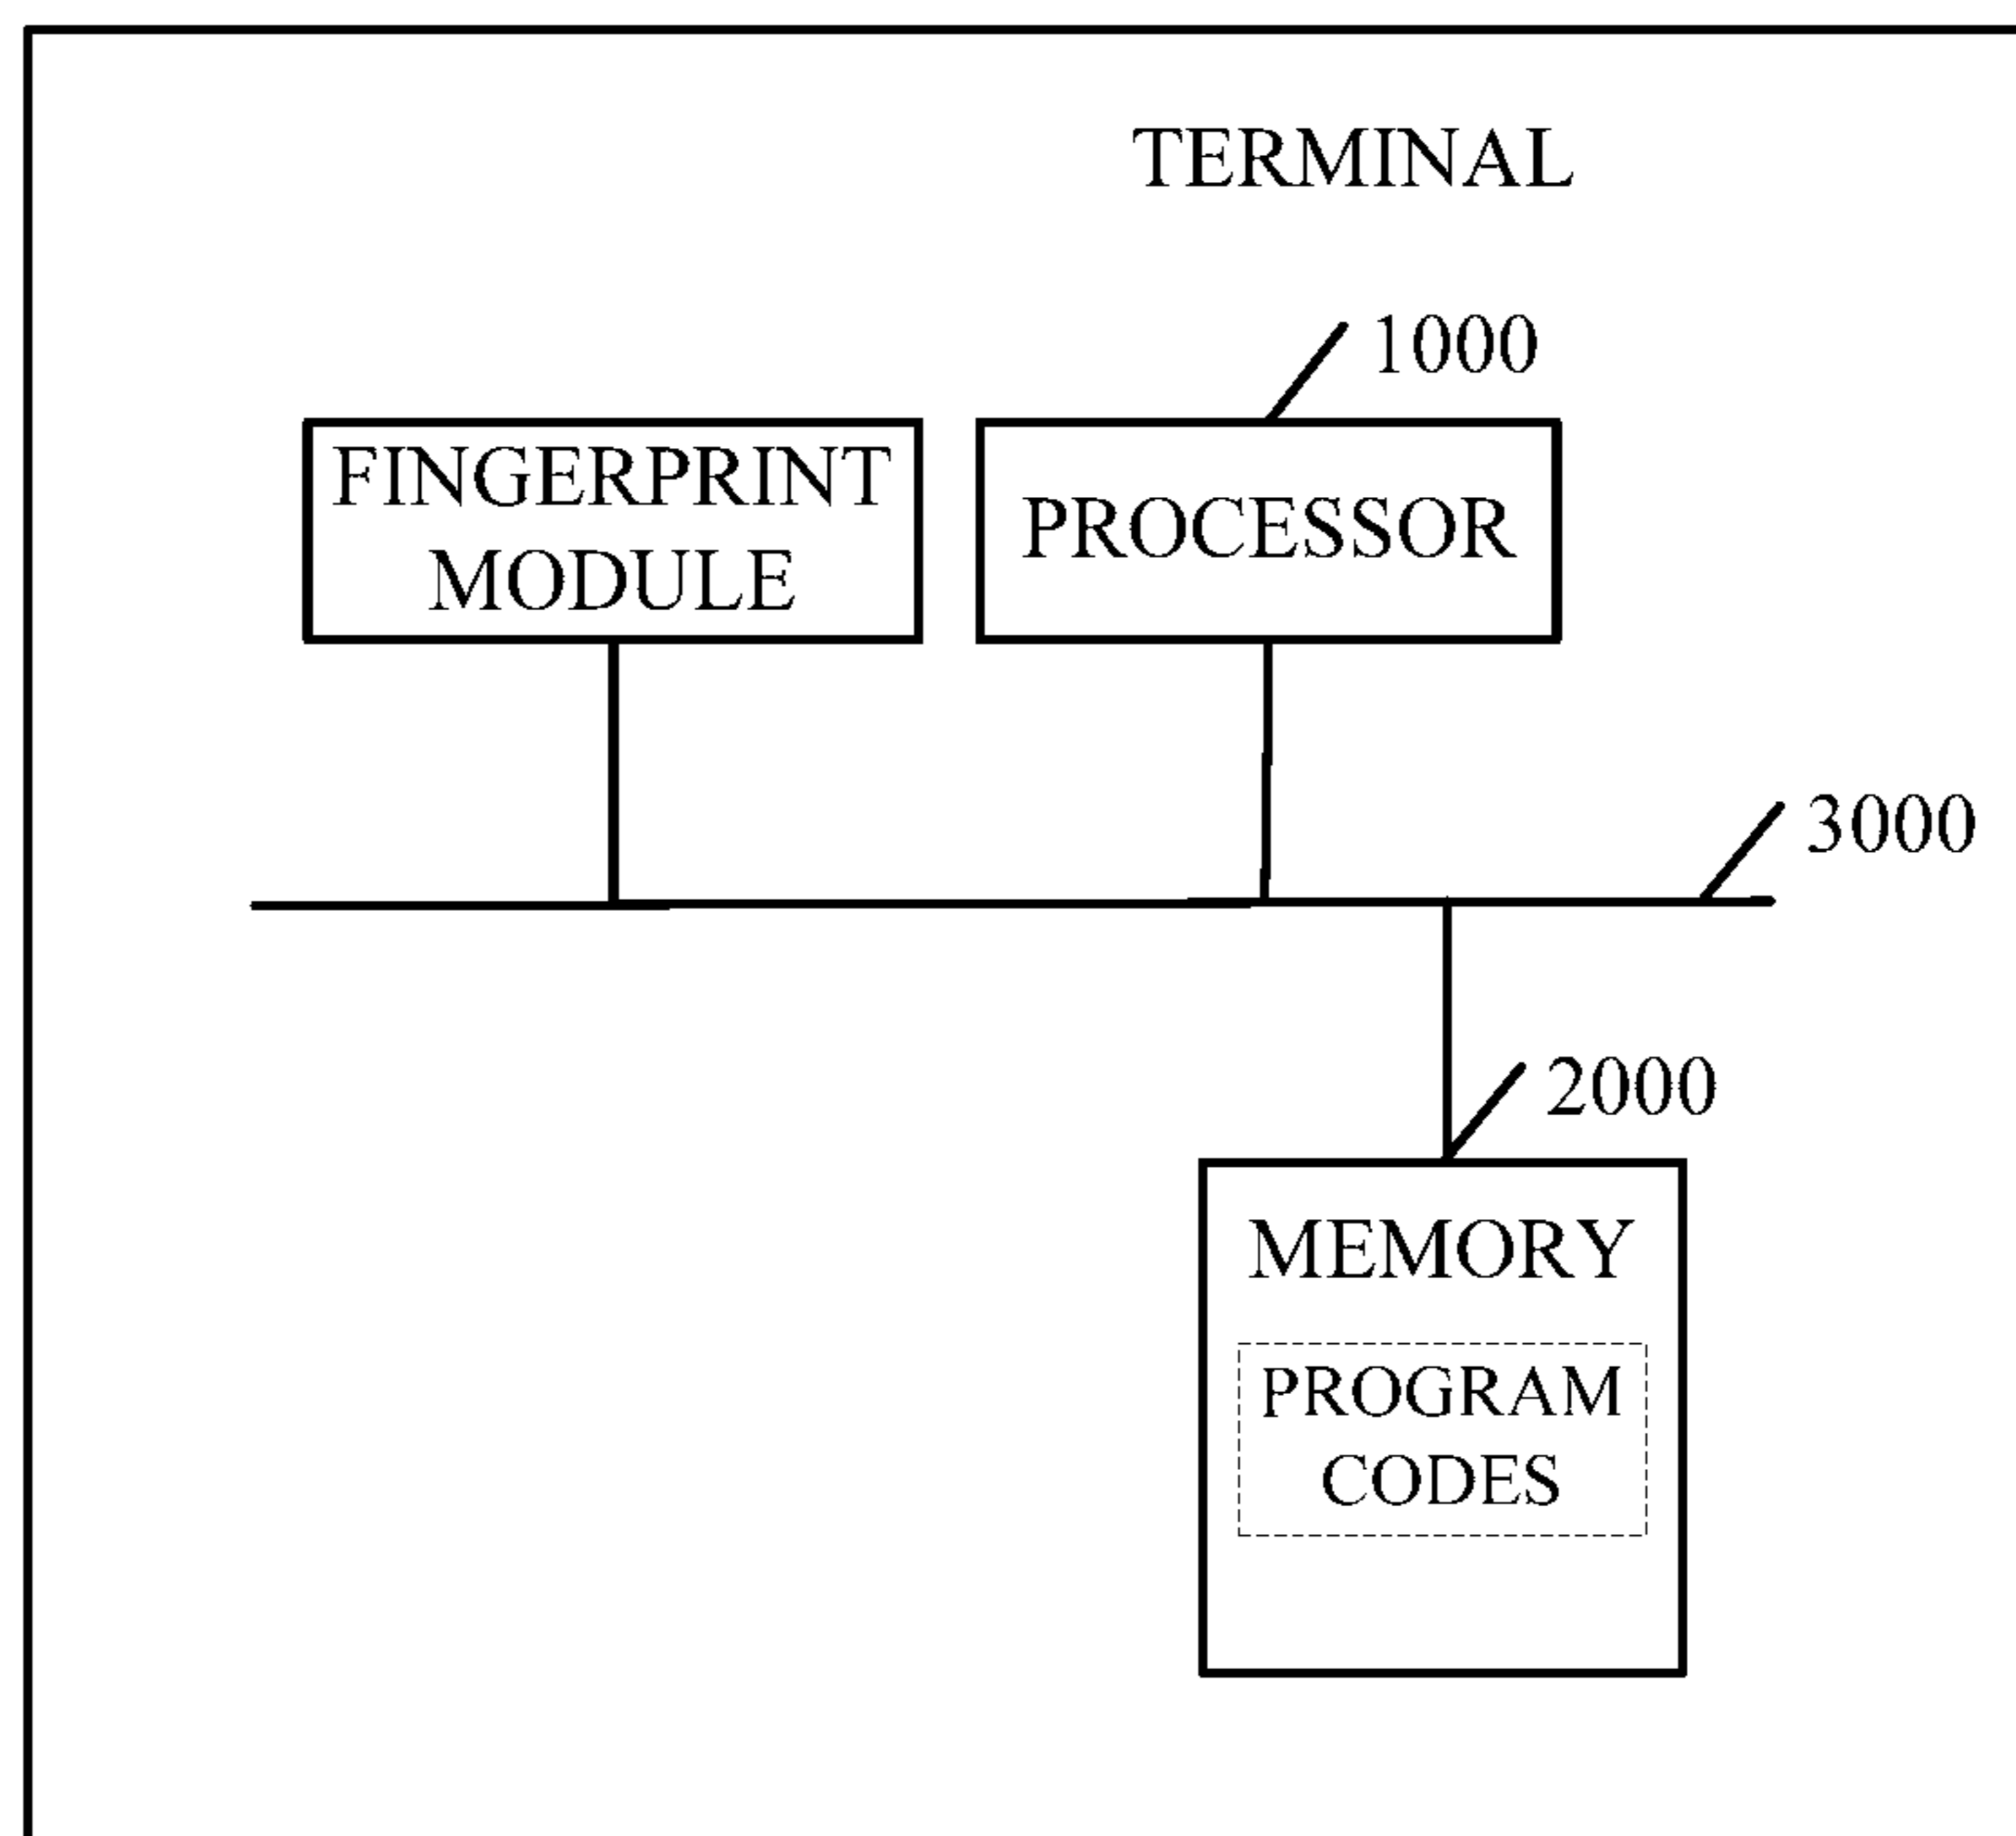 TERMINAL
1000
FINGERPRINT
MODULE
PROCESSOR
3000
2000
MEMORY
PROGRAM
CODES